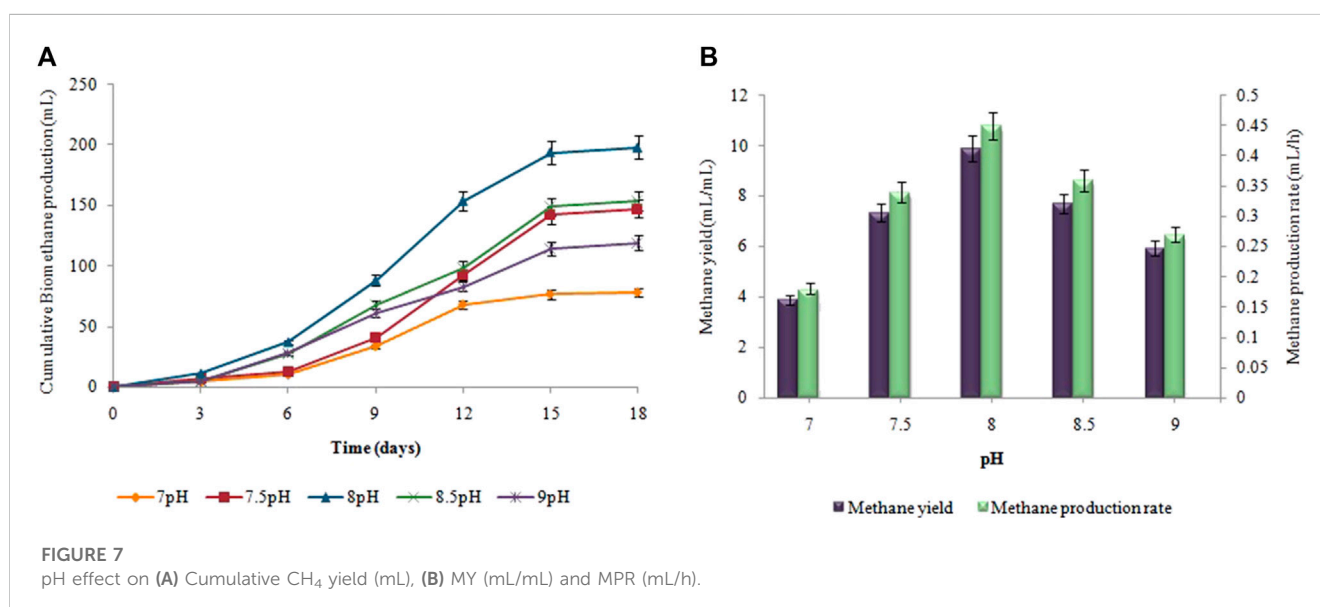 A
Cumulative Biomethane production (mL)
250
200
150
100
50
0
0 3 6 9 12 15 18
Time (days)
7pH 7.5pH 8pH 8.5pH 9pH
B
Methane yield (mL/mL)
12
10
8
6
4
2
0
0.5
0.45
0.4
0.35
0.3
0.25
0.2
0.15
0.1
0.05
0
Methane production rate (mL/h)
7 7.5 8 8.5 9
pH
Methane yield Methane production rate
FIGURE 7
pH effect on (A) Cumulative CH₄ yield (mL), (B) MY (mL/mL) and MPR (mL/h).